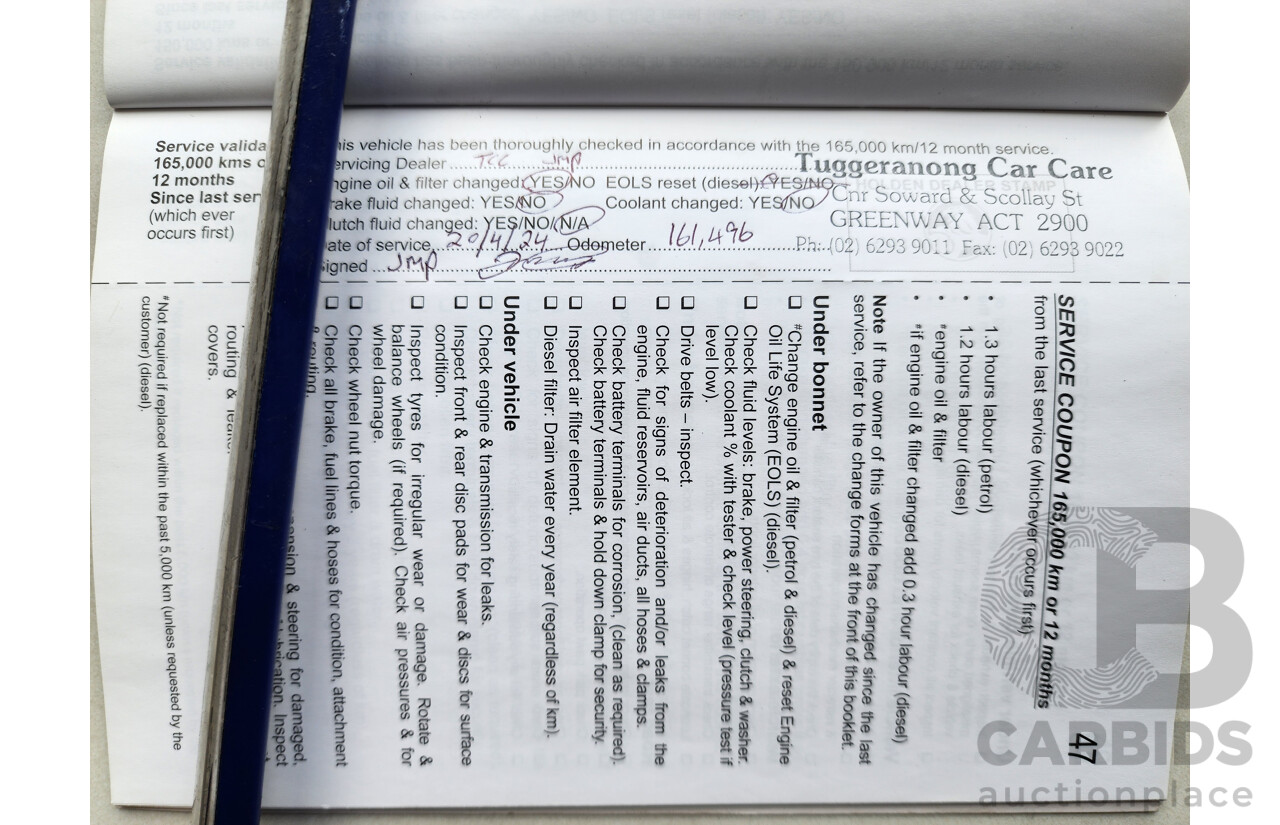 Service valida
165,000 kms o
12 months
Since last ser
(which ever
occurs first)
his vehicle has been thoroughly checked in accordance with the 165,000 km/12 month service.
ervicing Dealer TCC JMP
ngine oil & filter changed: YES/NO EOLS reset (diesel): YES/NO
rake fluid changed: YES/NO Coolant changed: YES/NO
lutch fluid changed: YES/NO/N/A
ate of service 20/4/24 Odometer 161,496
igned JMP
HOLDEN DEALER STAMP
Tuggeranong Car Care
Cnr Soward & Scollay St
GREENWAY ACT 2900
Ph: (02) 6293 9011 Fax: (02) 6293 9022
SERVICE COUPON 165,000 km or 12 months
from the last service (whichever occurs first)
• 1.3 hours labour (petrol)
• 1.2 hours labour (diesel)
• *engine oil & filter
• *if engine oil & filter changed add 0.3 hour labour (diesel)
Note If the owner of this vehicle has changed since the last
service, refer to the change forms at the front of this booklet.
Under bonnet
❑ #Change engine oil & filter (petrol & diesel) & reset Engine
Oil Life System (EOLS) (diesel).
❑ Check fluid levels: brake, power steering, clutch & washer.
Check coolant % with tester & check level (pressure test if
level low).
❑ Drive belts – inspect.
❑ Check for signs of deterioration and/or leaks from the
engine, fluid reservoirs, air ducts, all hoses & clamps.
❑ Check battery terminals for corrosion, (clean as required).
Check battery terminals & hold down clamp for security.
❑ Inspect air filter element.
❑ Diesel filter: Drain water every year (regardless of km).
Under vehicle
❑ Check engine & transmission for leaks.
❑ Inspect front & rear disc pads for wear & discs for surface
condition.
❑ Inspect tyres for irregular wear or damage. Rotate &
balance wheels (if required). Check air pressures & for
wheel damage.
❑ Check wheel nut torque.
❑ Check all brake, fuel lines & hoses for condition, attachment
& routing.
ension & steering for damaged,
lubrication. Inspect
routing &
covers.
#Not required if replaced within the past 5,000 km (unless requested by the
customer) (diesel).
47
CARBIDS
auctionplace